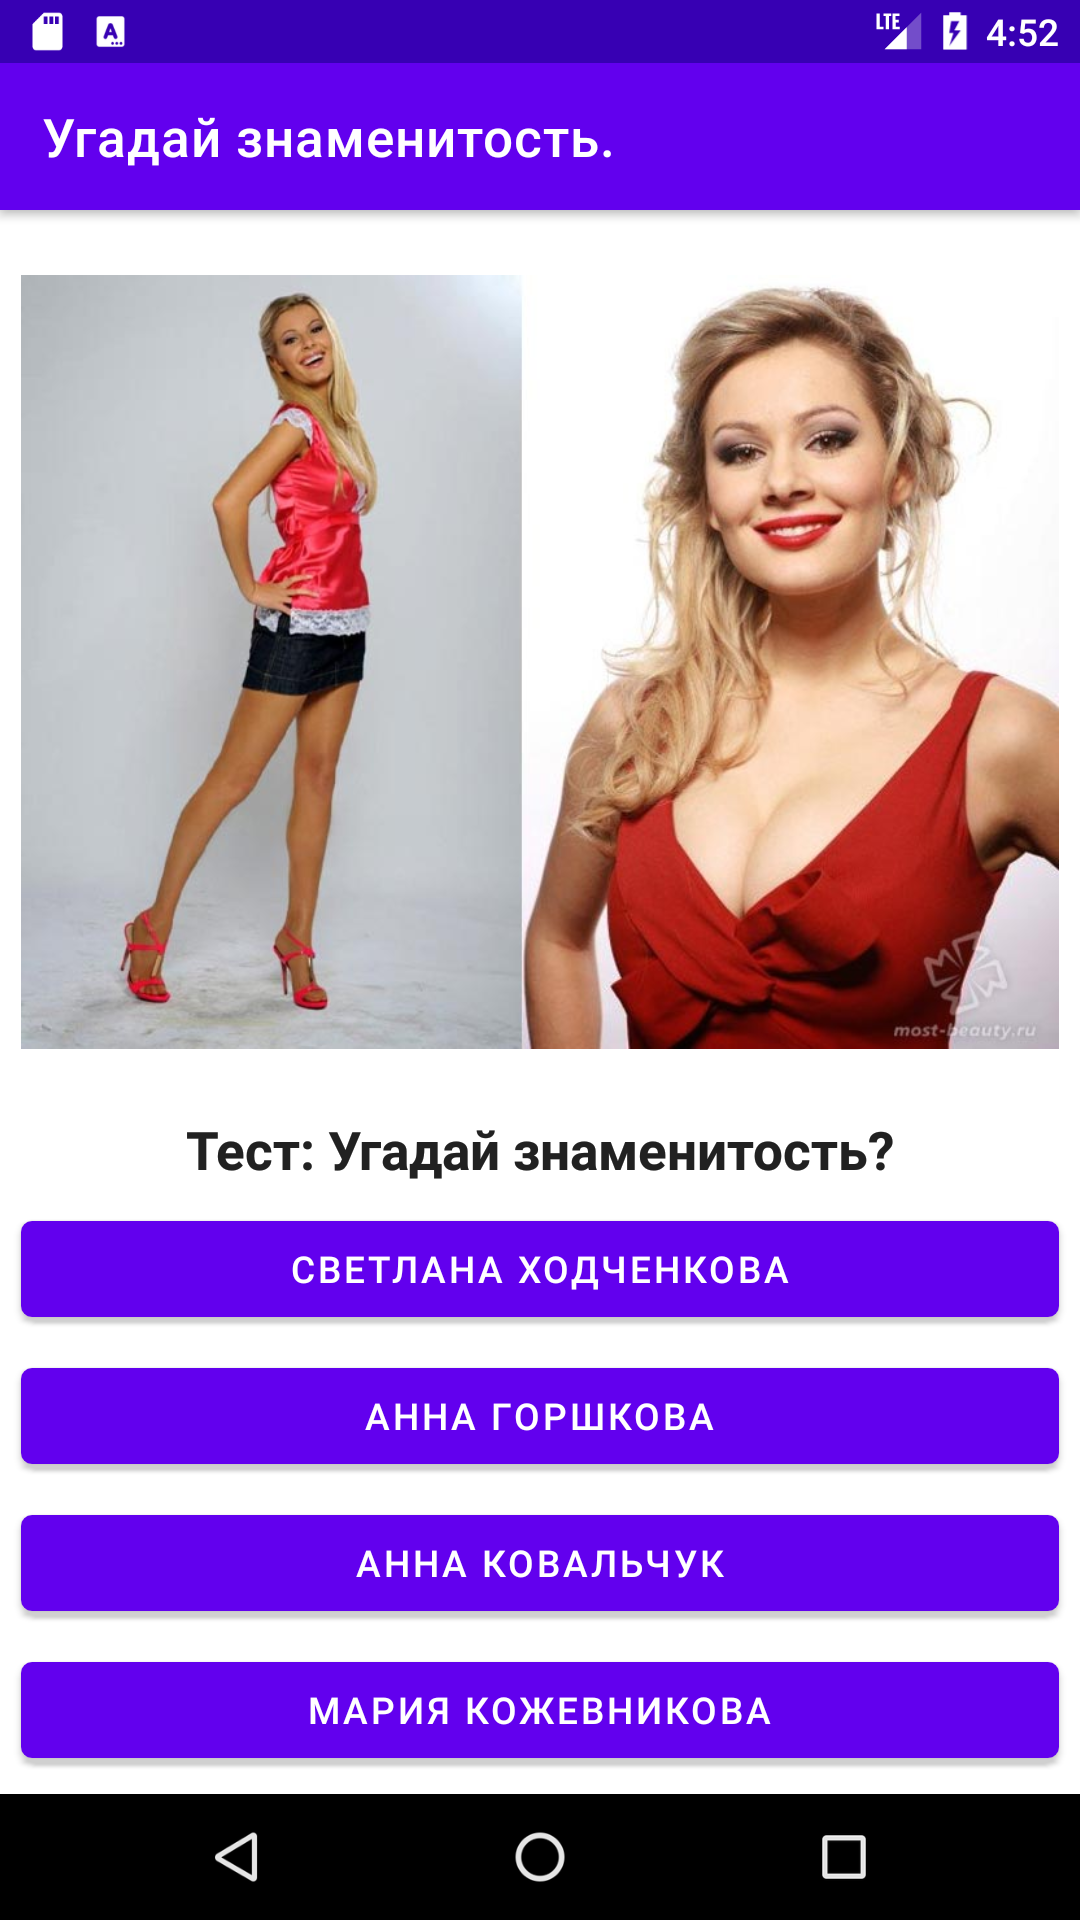 LTE 4:52
Угадай знаменитость.
most-beauty.ru
Тест: Угадай знаменитость?
СВЕТЛАНА ХОДЧЕНКОВА
АННА ГОРШКОВА
АННА КОВАЛЬЧУК
МАРИЯ КОЖЕВНИКОВА